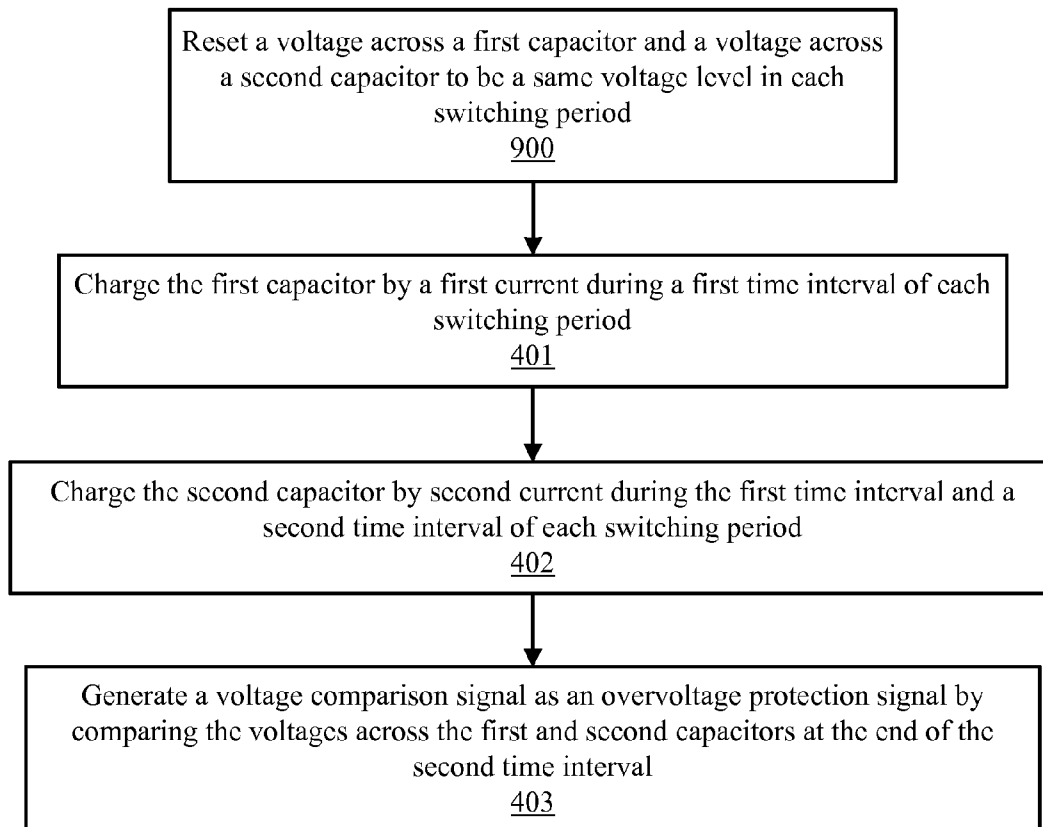 Reset a voltage across a first capacitor and a voltage across
a second capacitor to be a same voltage level in each
switching period
900
Charge the first capacitor by a first current during a first time interval of each
switching period
401
Charge the second capacitor by second current during the first time interval and a
second time interval of each switching period
402
Generate a voltage comparison signal as an overvoltage protection signal by
comparing the voltages across the first and second capacitors at the end of the
second time interval
403